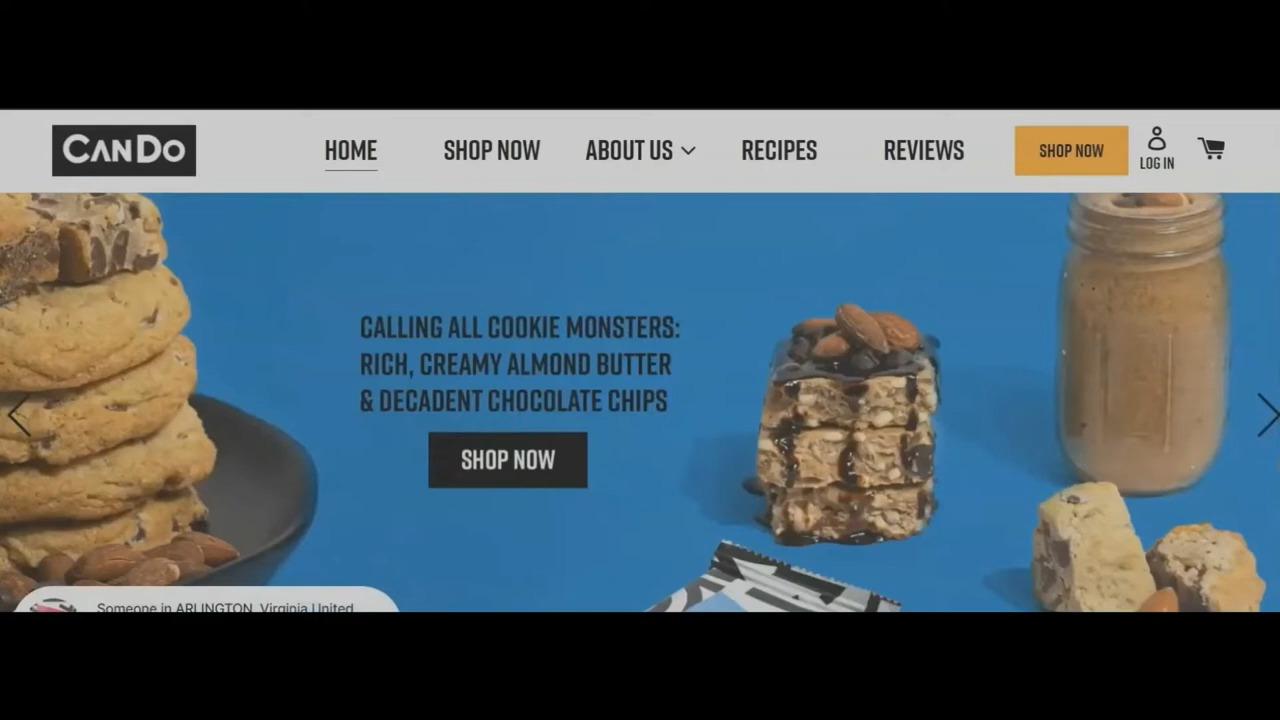 CANDO
HOME
SHOP NOW
ABOUT US
RECIPES
REVIEWS
SHOP NOW
LOG IN
CALLING ALL COOKIE MONSTERS:
RICH, CREAMY ALMOND BUTTER
& DECADENT CHOCOLATE CHIPS
SHOP NOW
Someone in ARLINGTON, Virginia United